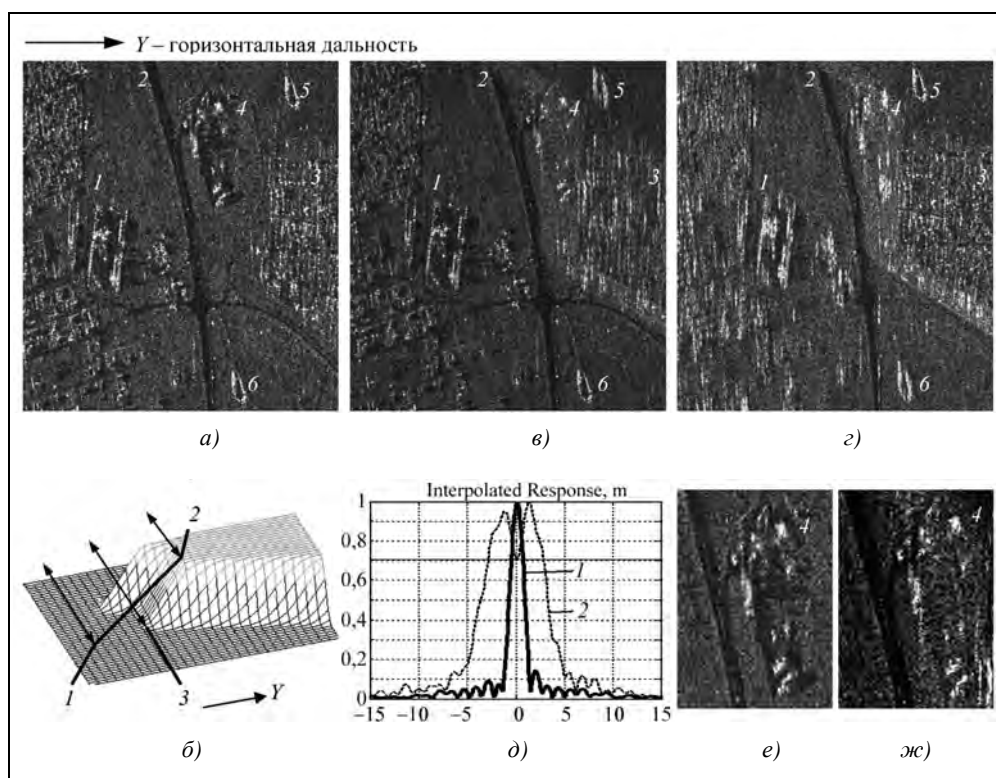 Y – горизонтальная дальность
2 4 5 1 3 6
2 4 5 1 3 6
2 4 5 1 3 6
а) в) г)
2
1 3 Y
б)
Interpolated Response, m
1
0,8
0,6
0,4
0,2
0
1
2
–15 –10 –5 0 5 10 15
д)
4
е)
4
ж)